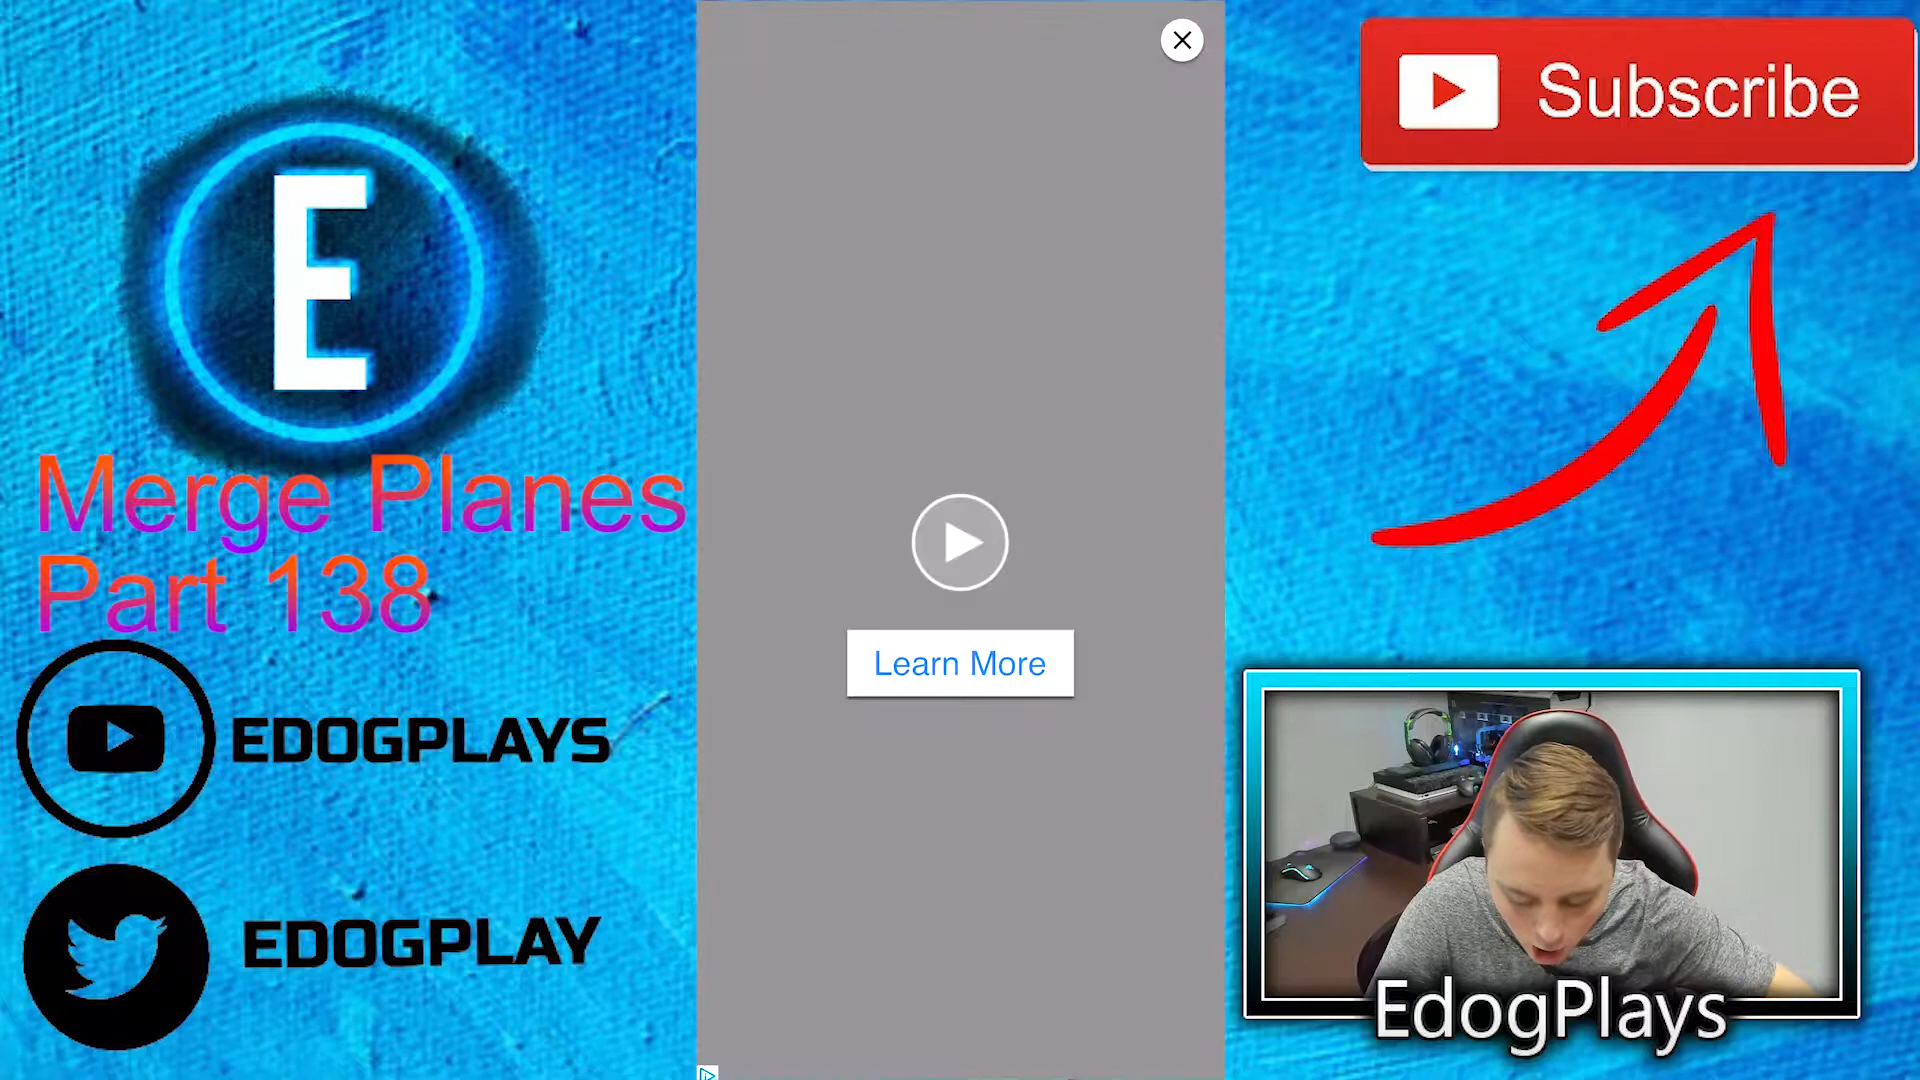 E
Merge Planes
Part 138
EDOGPLAYS
EDOGPLAY
Learn More
Subscribe
EdogPlays